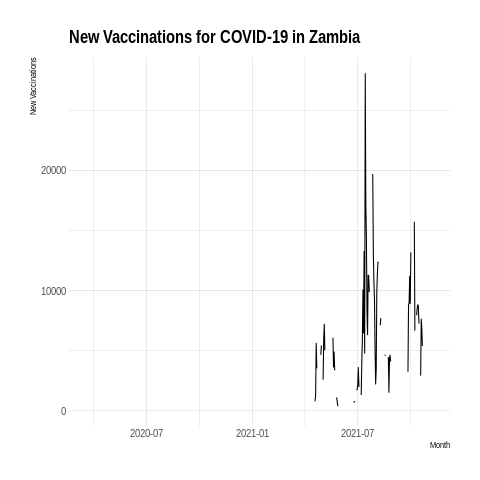 New Vaccinations for COVID-19 in Zambia
New Vaccinations
20000
10000
0
2020-07
2021-01
2021-07
Month